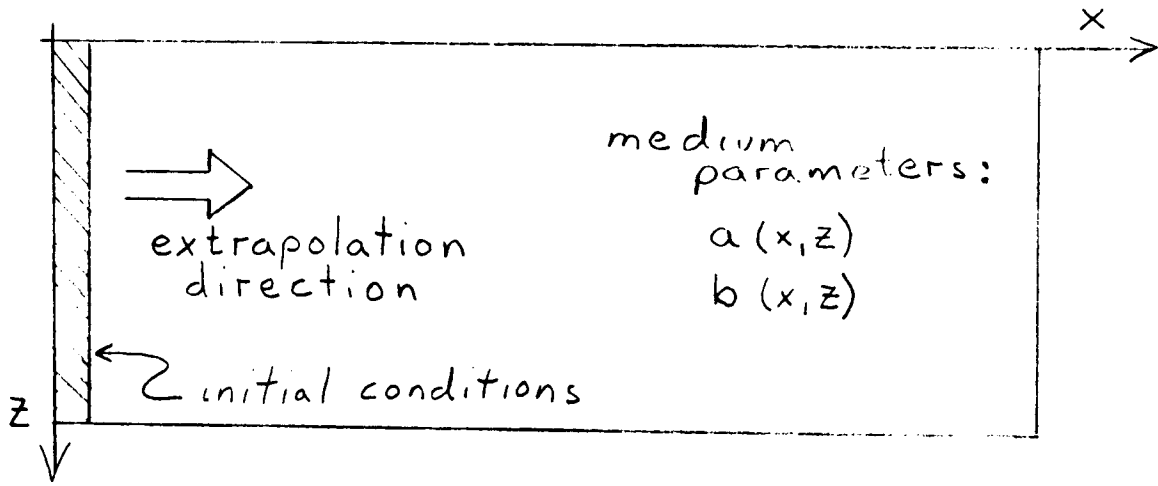 x
medium
parameters:
a (x,z)
b (x,z)
extrapolation
direction
initial conditions
z